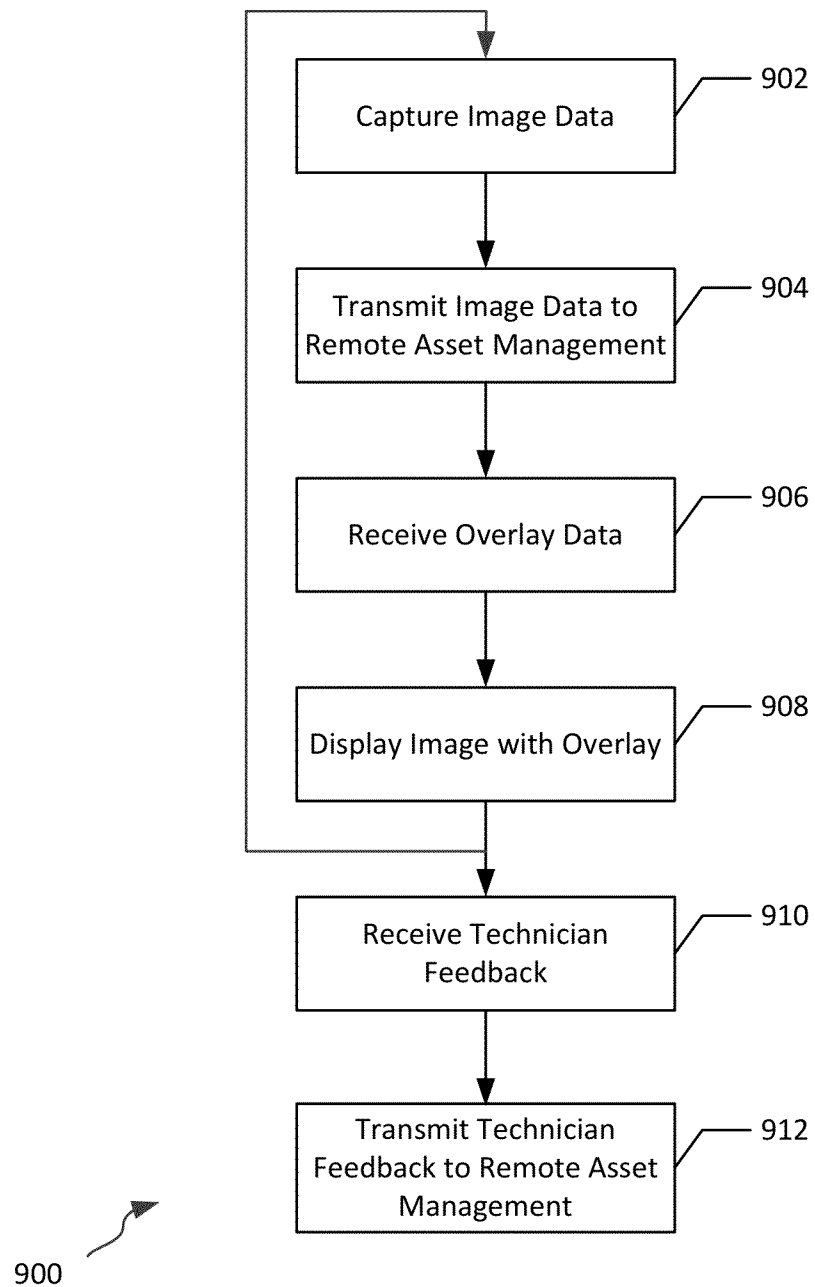 Capture Image Data
902
Transmit Image Data to
Remote Asset Management
904
Receive Overlay Data
906
Display Image with Overlay
908
Receive Technician
Feedback
910
Transmit Technician
Feedback to Remote Asset
Management
912
900